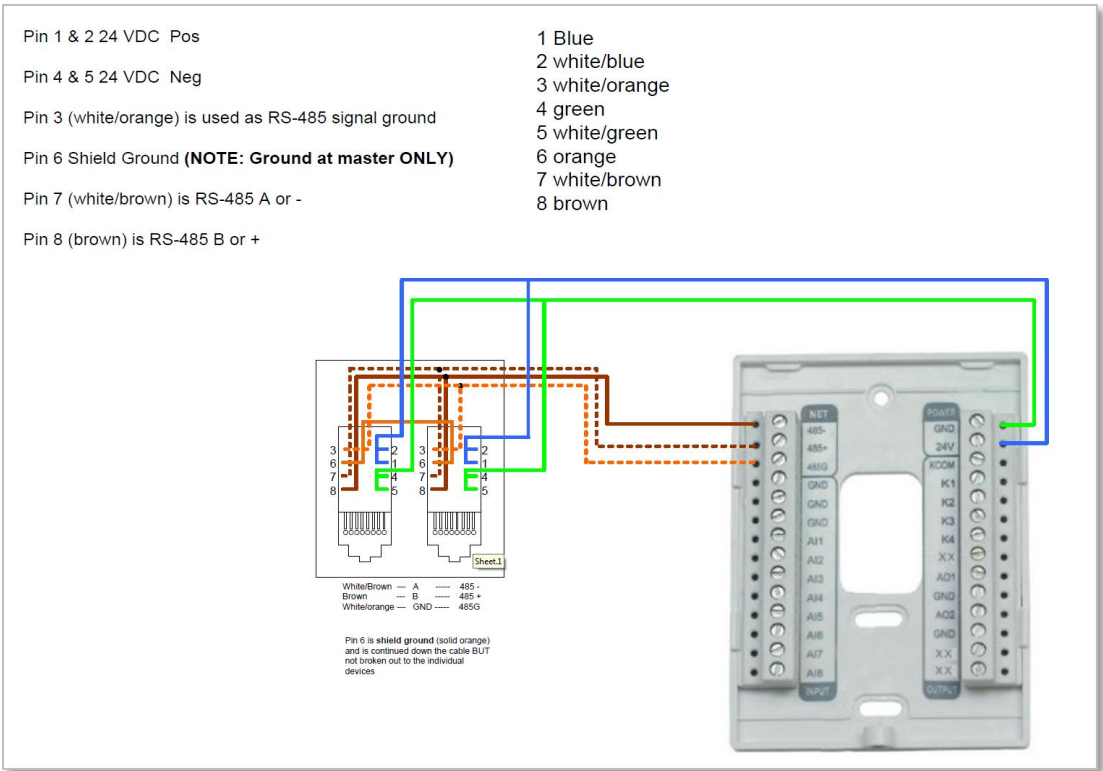 Pin 1 & 2 24 VDC  Pos
Pin 4 & 5 24 VDC  Neg
Pin 3 (white/orange) is used as RS-485 signal ground
Pin 6 Shield Ground (NOTE: Ground at master ONLY)
Pin 7 (white/brown) is RS-485 A or -
Pin 8 (brown) is RS-485 B or +
1 Blue
2 white/blue
3 white/orange
4 green
5 white/green
6 orange
7 white/brown
8 brown
3
6
7
8
2
1
4
5
3
6
7
8
2
1
4
5
Sheet.1
White/Brown --- A ----- 485 -
Brown --- B ----- 485 +
White/orange --- GND ----- 485G
Pin 6 is shield ground (solid orange)
and is continued down the cable BUT
not broken out to the individual
devices
NET
485-
485+
485G
GND
GND
GND
AI1
AI2
AI3
AI4
AI5
AI6
AI7
AI8
INPUT
POWER
GND
24V
KCOM
K1
K2
K3
K4
XX
AO1
GND
AO2
GND
XX
XX
OUTPUT